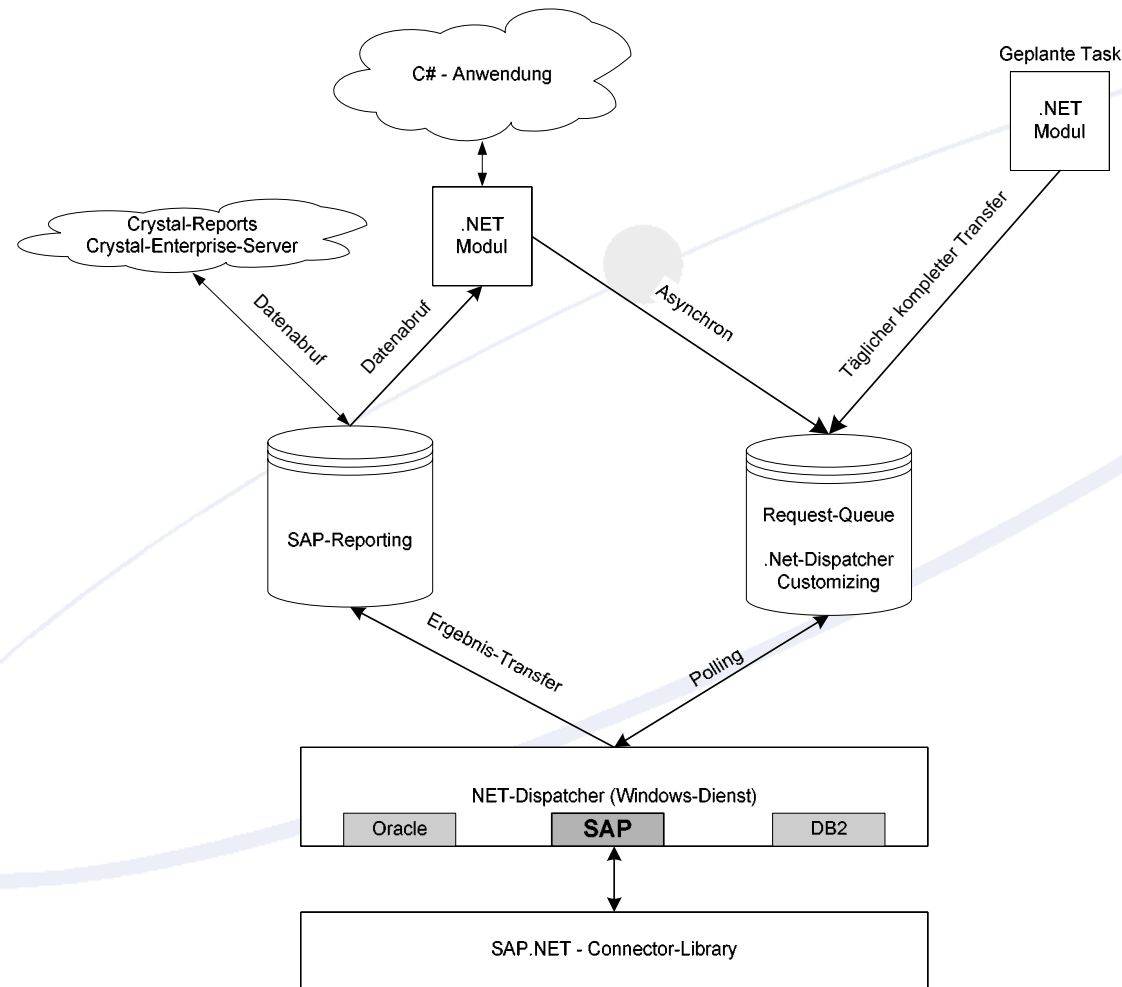 C# - Anwendung
Geplante Task
.NET
Modul
Crystal-Reports
Crystal-Enterprise-Server
.NET
Modul
Datenabruf
Datenabruf
Asynchron
Täglicher kompletter Transfer
SAP-Reporting
Request-Queue
.Net-Dispatcher
Customizing
Ergebnis-Transfer
Polling
NET-Dispatcher (Windows-Dienst)
Oracle
SAP
DB2
SAP.NET - Connector-Library